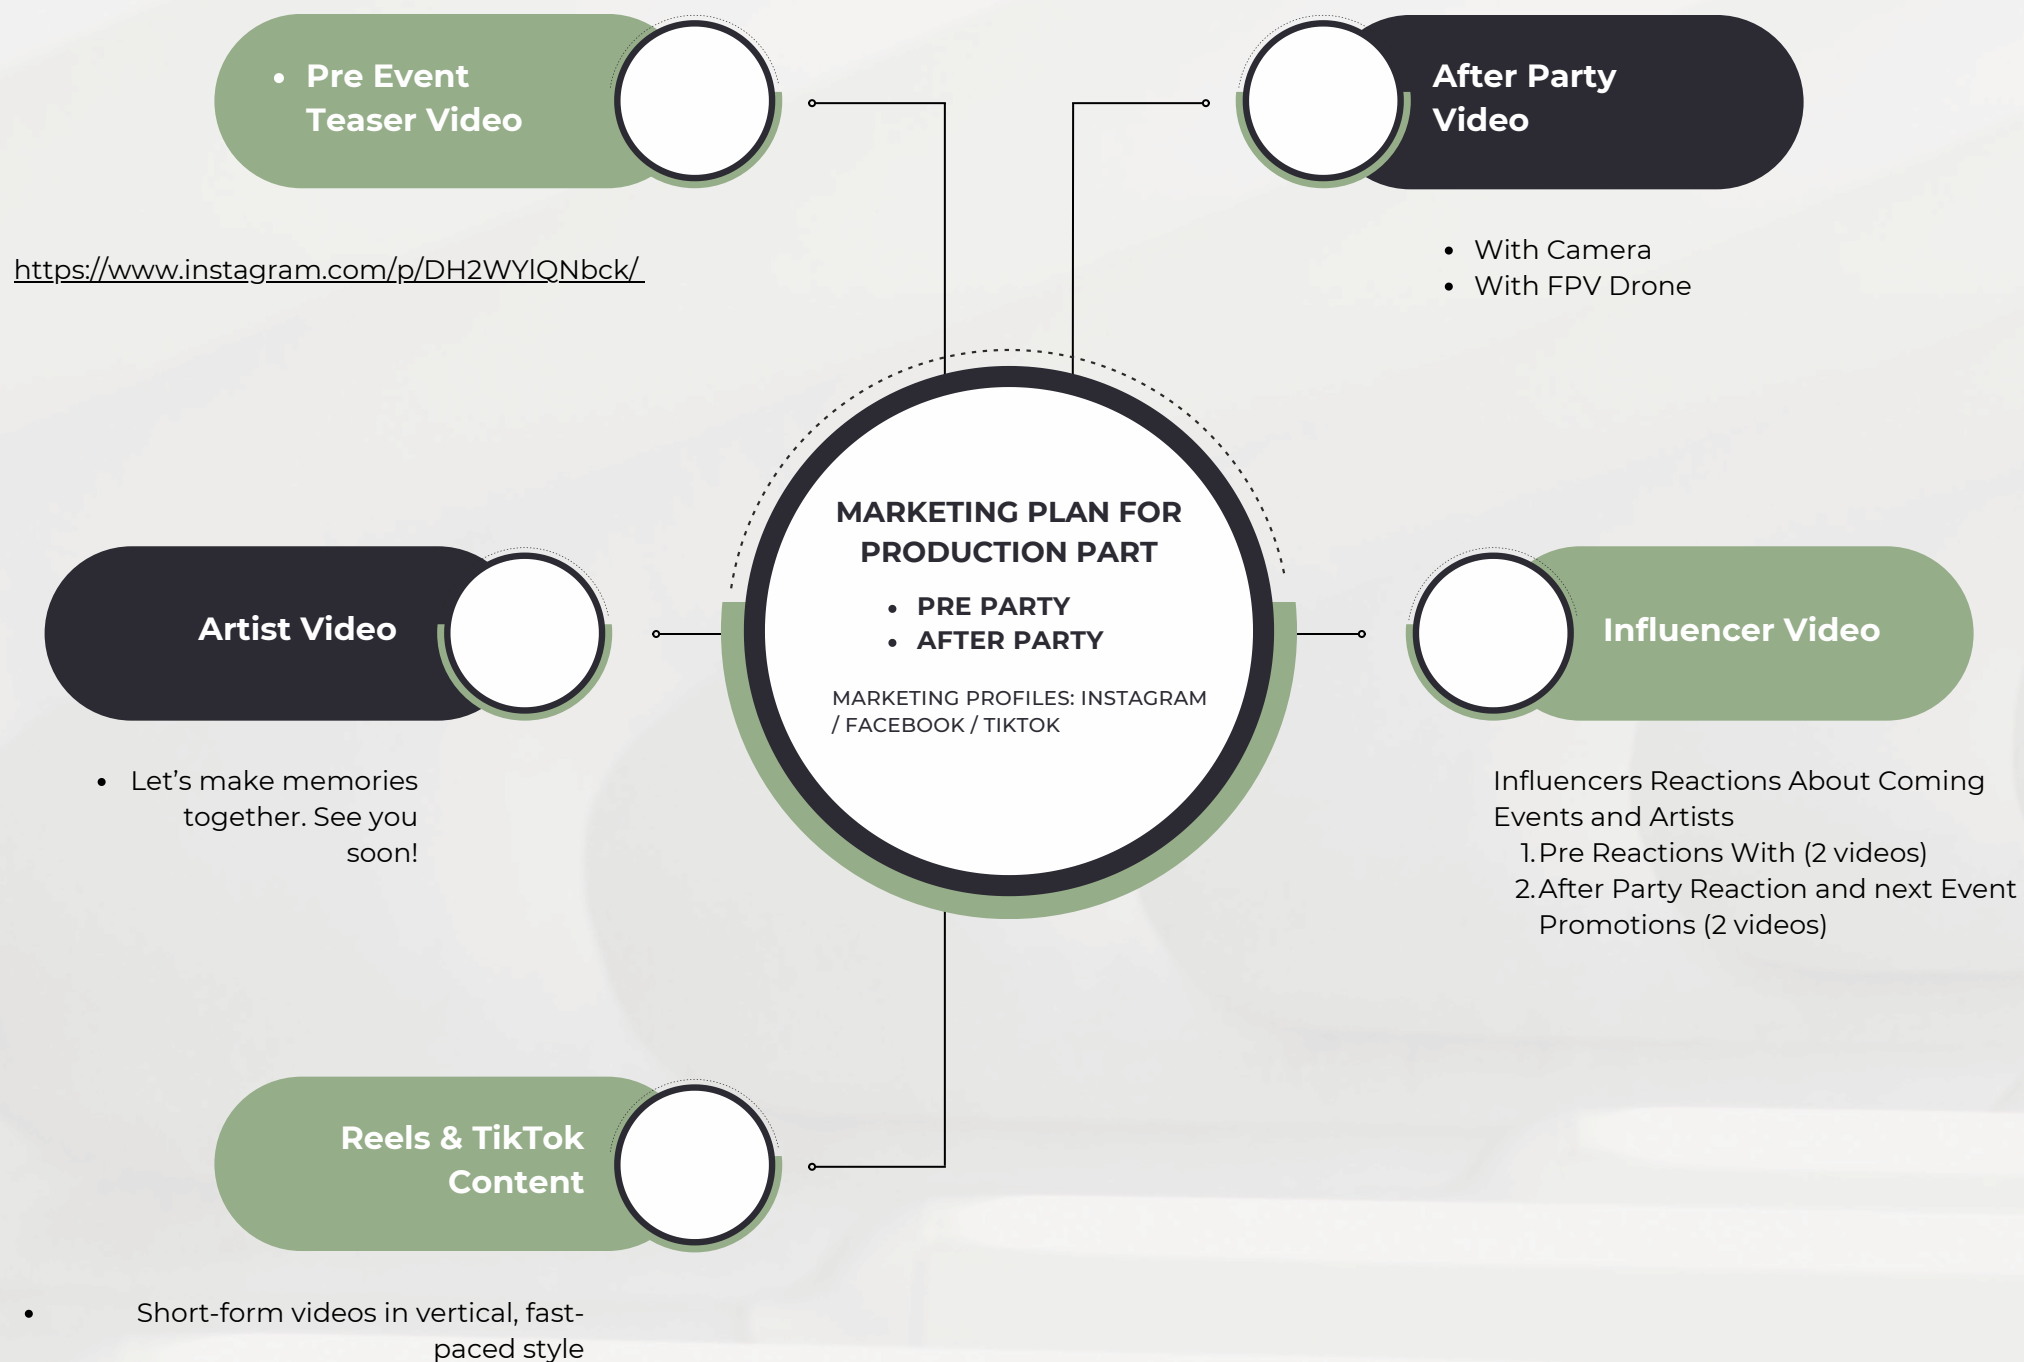 • Pre Event
Teaser Video
https://www.instagram.com/p/DH2WYlQNbck/
After Party
Video
• With Camera
• With FPV Drone
MARKETING PLAN FOR
PRODUCTION PART
• PRE PARTY
• AFTER PARTY
MARKETING PROFILES: INSTAGRAM
/ FACEBOOK / TIKTOK
Artist Video
• Let’s make memories
together. See you
soon!
Influencer Video
Influencers Reactions About Coming
Events and Artists
1. Pre Reactions With (2 videos)
2. After Party Reaction and next Event
Promotions (2 videos)
Reels & TikTok
Content
• Short-form videos in vertical, fast-
paced style